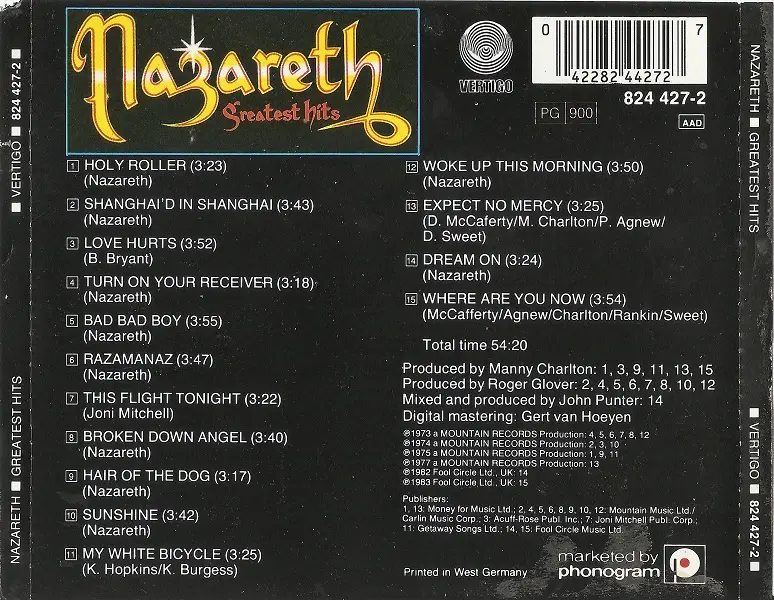 Nazareth
Greatest hits
VERTIGO
0 42282 44272 7
824 427-2
PG 900
AAD
1 HOLY ROLLER (3:23)
(Nazareth)
2 SHANGHAI'D IN SHANGHAI (3:43)
(Nazareth)
3 LOVE HURTS (3:52)
(B. Bryant)
4 TURN ON YOUR RECEIVER (3:18)
(Nazareth)
5 BAD BAD BOY (3:55)
(Nazareth)
6 RAZAMANAZ (3:47)
(Nazareth)
7 THIS FLIGHT TONIGHT (3:22)
(Joni Mitchell)
8 BROKEN DOWN ANGEL (3:40)
(Nazareth)
9 HAIR OF THE DOG (3:17)
(Nazareth)
10 SUNSHINE (3:42)
(Nazareth)
11 MY WHITE BICYCLE (3:25)
(K. Hopkins/K. Burgess)
12 WOKE UP THIS MORNING (3:50)
(Nazareth)
13 EXPECT NO MERCY (3:25)
(D. McCafferty/M. Charlton/P. Agnew/
D. Sweet)
14 DREAM ON (3:24)
(Nazareth)
15 WHERE ARE YOU NOW (3:54)
(McCafferty/Agnew/Charlton/Rankin/Sweet)
Total time 54:20
Produced by Manny Charlton: 1, 3, 9, 11, 13, 15
Produced by Roger Glover: 2, 4, 5, 6, 7, 8, 10, 12
Mixed and produced by John Punter: 14
Digital mastering: Gert van Hoeyen
℗1973 a MOUNTAIN RECORDS Production: 4, 5, 6, 7, 8, 12
℗1974 a MOUNTAIN RECORDS Production: 2, 3, 10
℗1975 a MOUNTAIN RECORDS Production: 1, 9, 11
℗1977 a MOUNTAIN RECORDS Production: 13
℗1982 Fool Circle Ltd., UK: 14
℗1983 Fool Circle Ltd., UK: 15
Publishers:
1, 13: Money for Music Ltd.; 2, 4, 5, 6, 8, 9, 10, 12: Mountain Music Ltd./
Carlin Music Corp.; 3: Acuff-Rose Publ. Inc.; 7: Joni Mitchell Publ. Corp.;
11: Getaway Songs Ltd.; 14, 15: Fool Circle Music Ltd.
Printed in West Germany
marketed by
phonogram
NAZARETH ■ GREATEST HITS ■ VERTIGO ■ 824 427-2 ■
NAZARETH ■ GREATEST HITS ■ VERTIGO ■ 824 427-2 ■